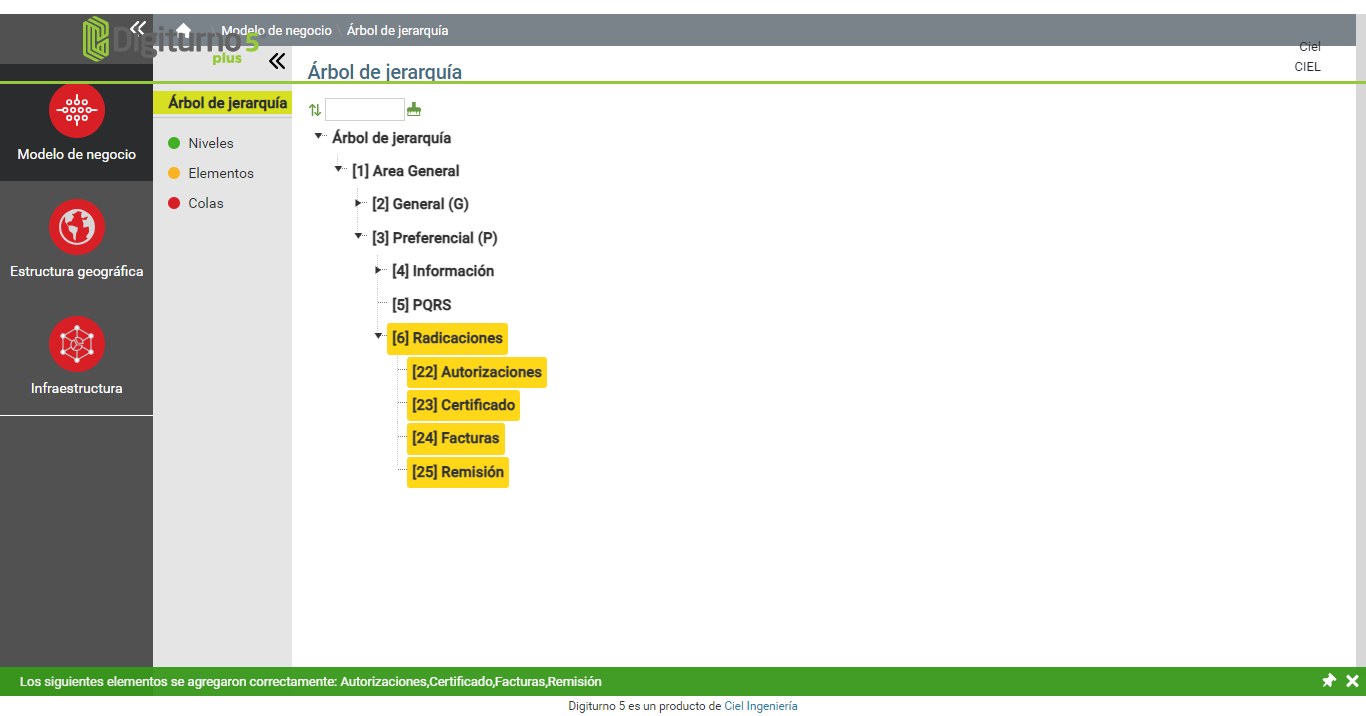 Digiturno 5
plus
Modelo de negocio Árbol de jerarquía
Ciel
CIEL
Árbol de jerarquía
Árbol de jerarquía
Modelo de negocio
Niveles
Elementos
Colas
Estructura geográfica
Infraestructura
Árbol de jerarquía
[1] Area General
[2] General (G)
[3] Preferencial (P)
[4] Información
[5] PQRS
[6] Radicaciones
[22] Autorizaciones
[23] Certificado
[24] Facturas
[25] Remisión
Los siguientes elementos se agregaron correctamente: Autorizaciones,Certificado,Facturas,Remisión
Digiturno 5 es un producto de Ciel Ingeniería